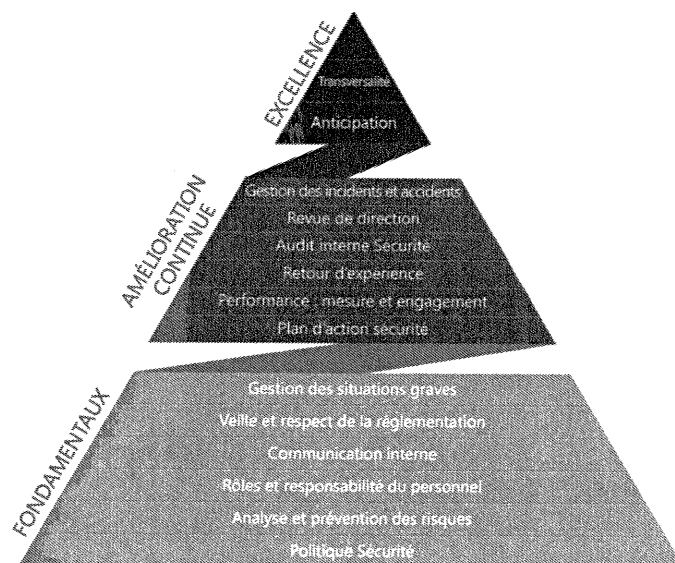 EXCELLENCE
Transversalité
Anticipation
AMÉLIORATION
CONTINUE
Gestion des incidents et accidents
Revue de direction
Audit interne Sécurité
Retour d'expérience
Performance : mesure et engagement
Plan d'action sécurité
FONDAMENTAUX
Gestion des situations graves
Veille et respect de la réglementation
Communication interne
Rôles et responsabilité du personnel
Analyse et prévention des risques
Politique Sécurité